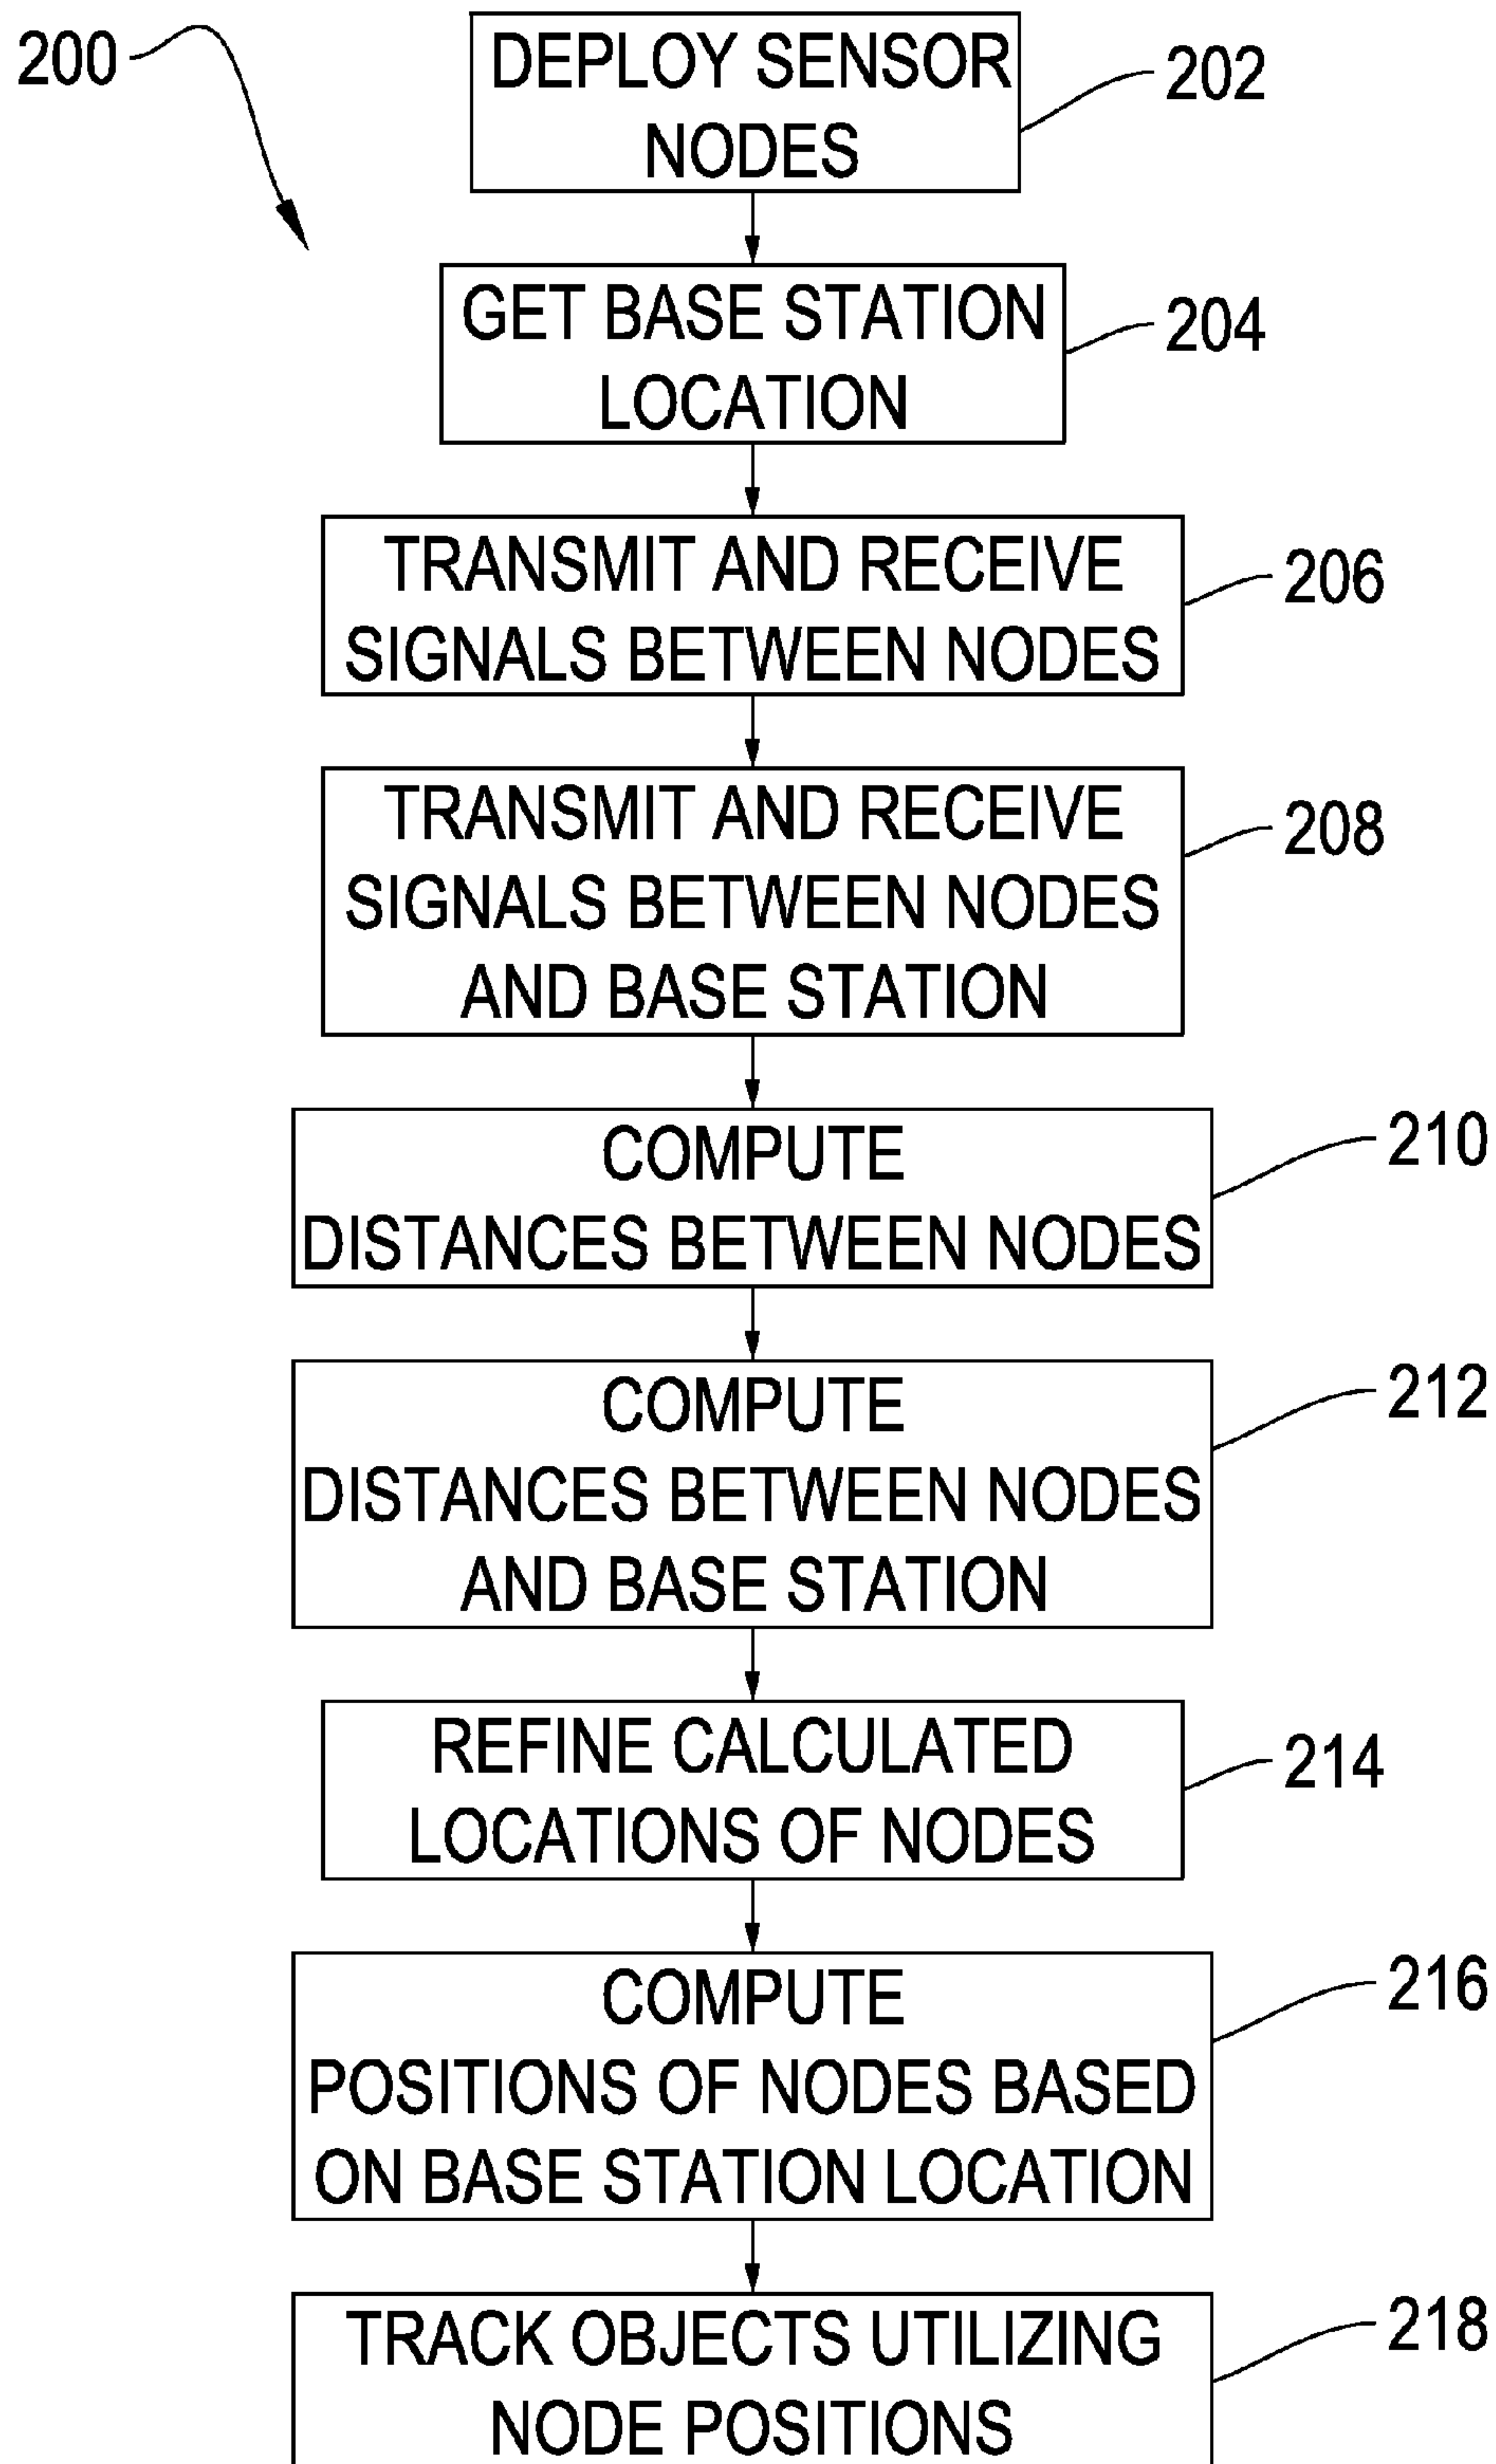 200
DEPLOY SENSOR
NODES
202
GET BASE STATION
LOCATION
204
TRANSMIT AND RECEIVE
SIGNALS BETWEEN NODES
206
TRANSMIT AND RECEIVE
SIGNALS BETWEEN NODES
AND BASE STATION
208
COMPUTE
DISTANCES BETWEEN NODES
210
COMPUTE
DISTANCES BETWEEN NODES
AND BASE STATION
212
REFINE CALCULATED
LOCATIONS OF NODES
214
COMPUTE
POSITIONS OF NODES BASED
ON BASE STATION LOCATION
216
TRACK OBJECTS UTILIZING
NODE POSITIONS
218